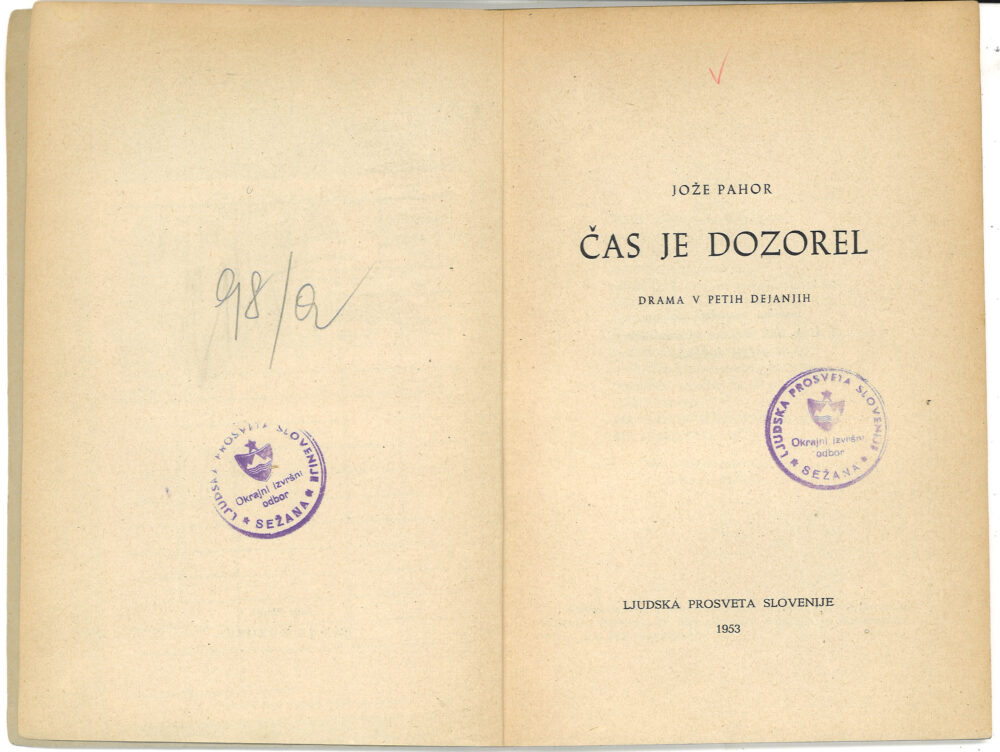 98/a
LJUDSKA PROSVETA SLOVENIJE
Okrajni izvršni
odbor
★ SEŽANA ★
JOŽE PAHOR
ČAS JE DOZOREL
DRAMA V PETIH DEJANJIH
LJUDSKA PROSVETA SLOVENIJE
Okrajni izvršni
odbor
★ SEŽANA ★
LJUDSKA PROSVETA SLOVENIJE
1953